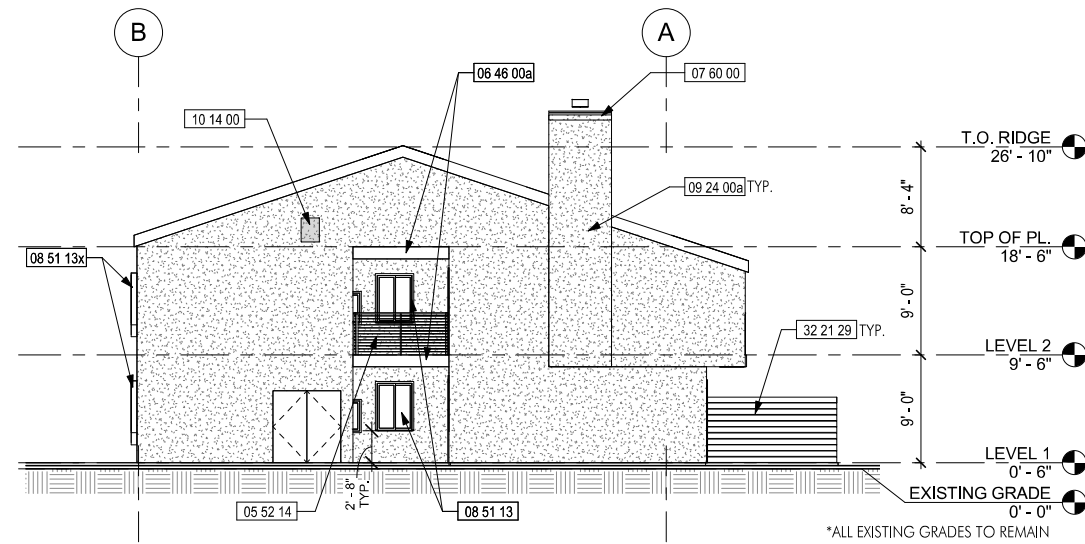 B
A
06 46 00a
07 60 00
10 14 00
T.O. RIDGE
26' - 10"
8' - 4"
09 24 00a TYP.
TOP OF PL.
18' - 6"
08 51 13x
9' - 0"
32 21 29 TYP.
LEVEL 2
9' - 6"
9' - 0"
LEVEL 1
0' - 6"
2' - 8"
TYP.
EXISTING GRADE
0' - 0"
05 52 14
08 51 13
*ALL EXISTING GRADES TO REMAIN